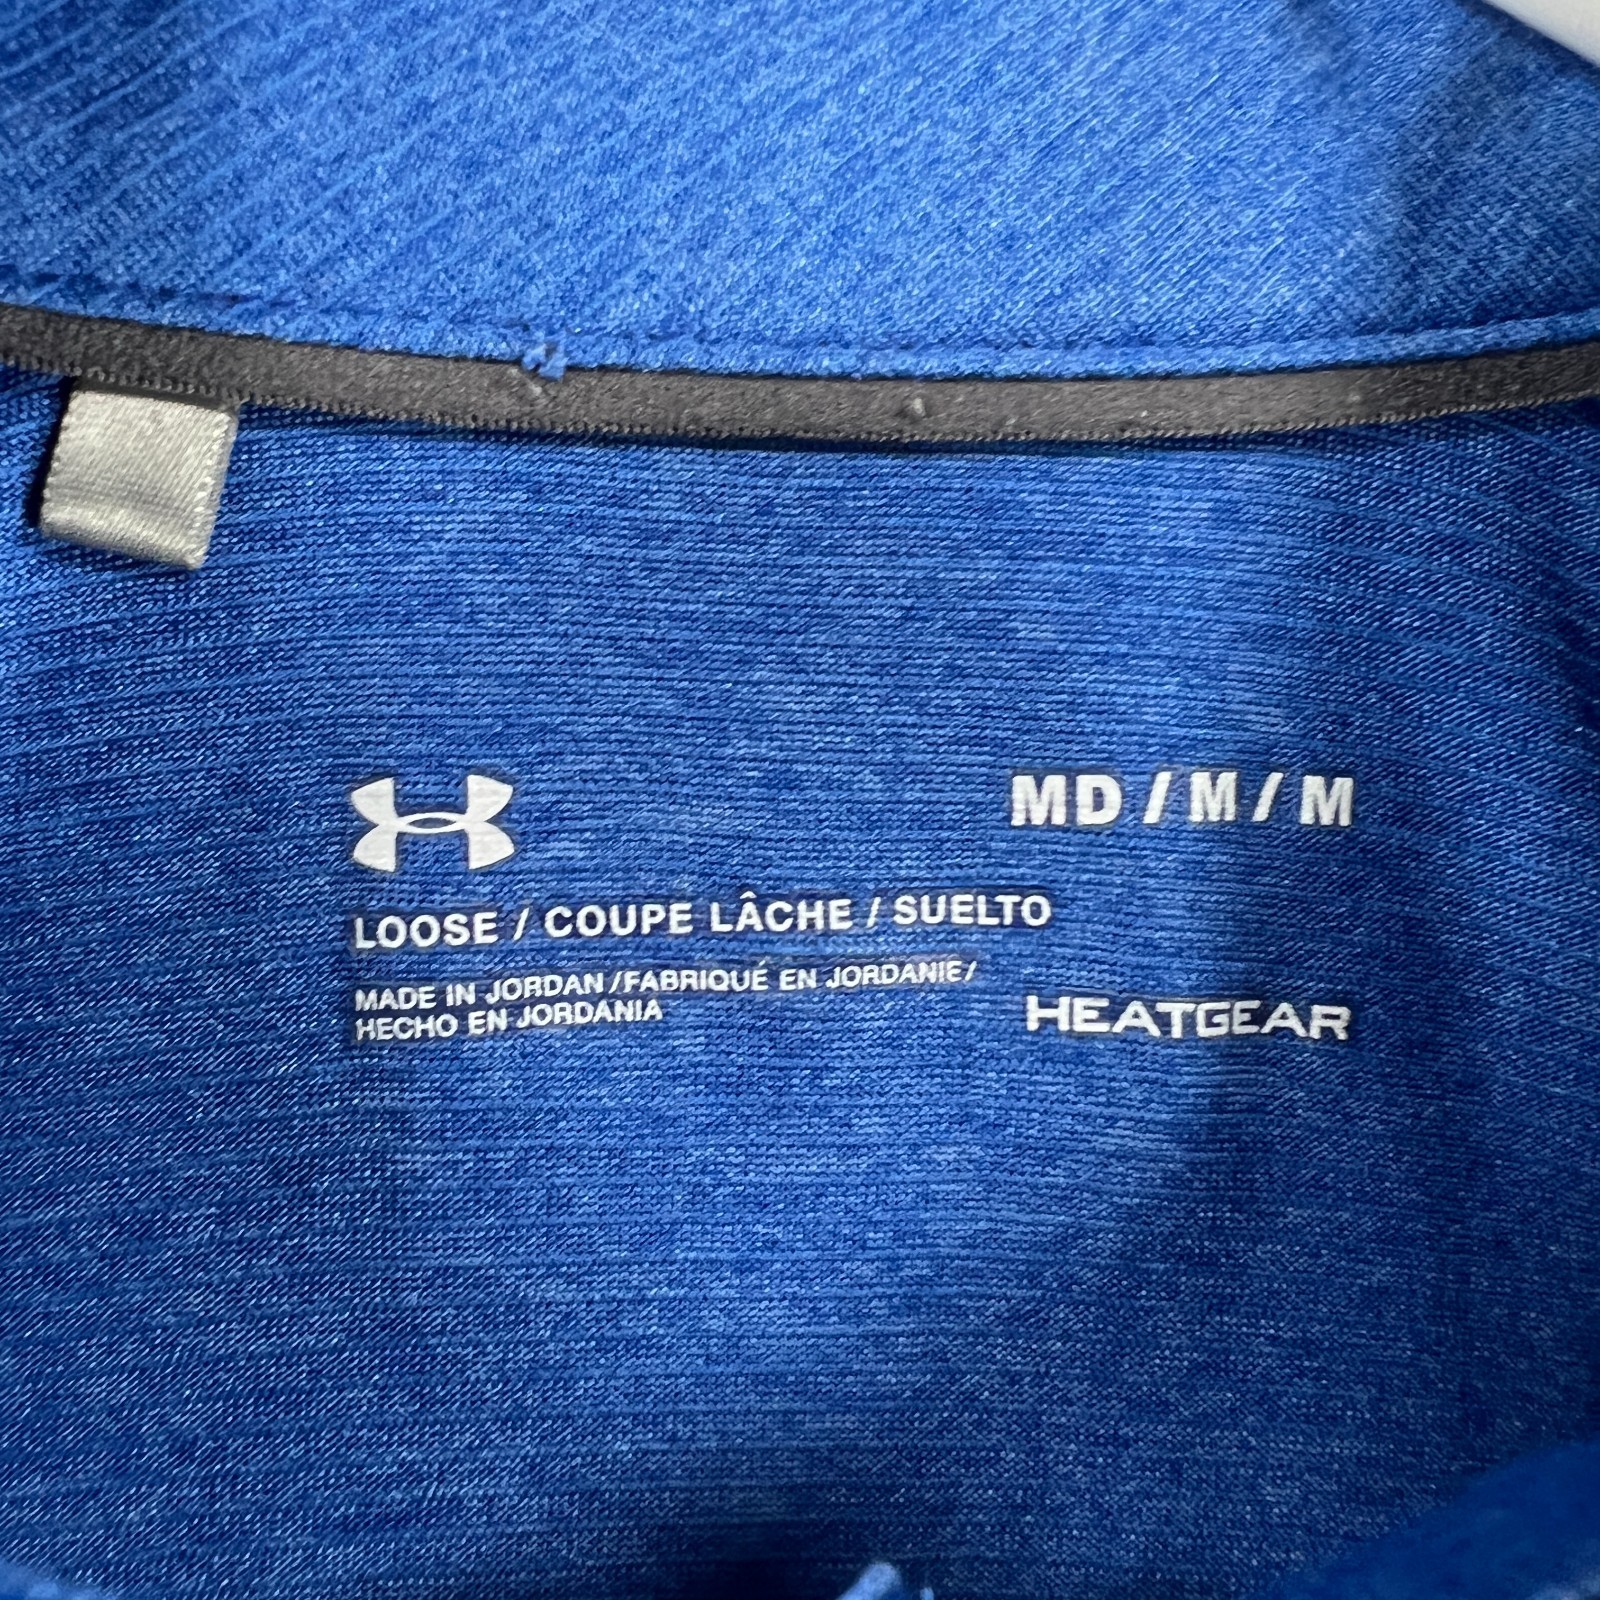 MD / M / M
LOOSE / COUPE LÂCHE / SUELTO
MADE IN JORDAN / FABRIQUÉ EN JORDANIE /
HECHO EN JORDANIA
HEATGEAR